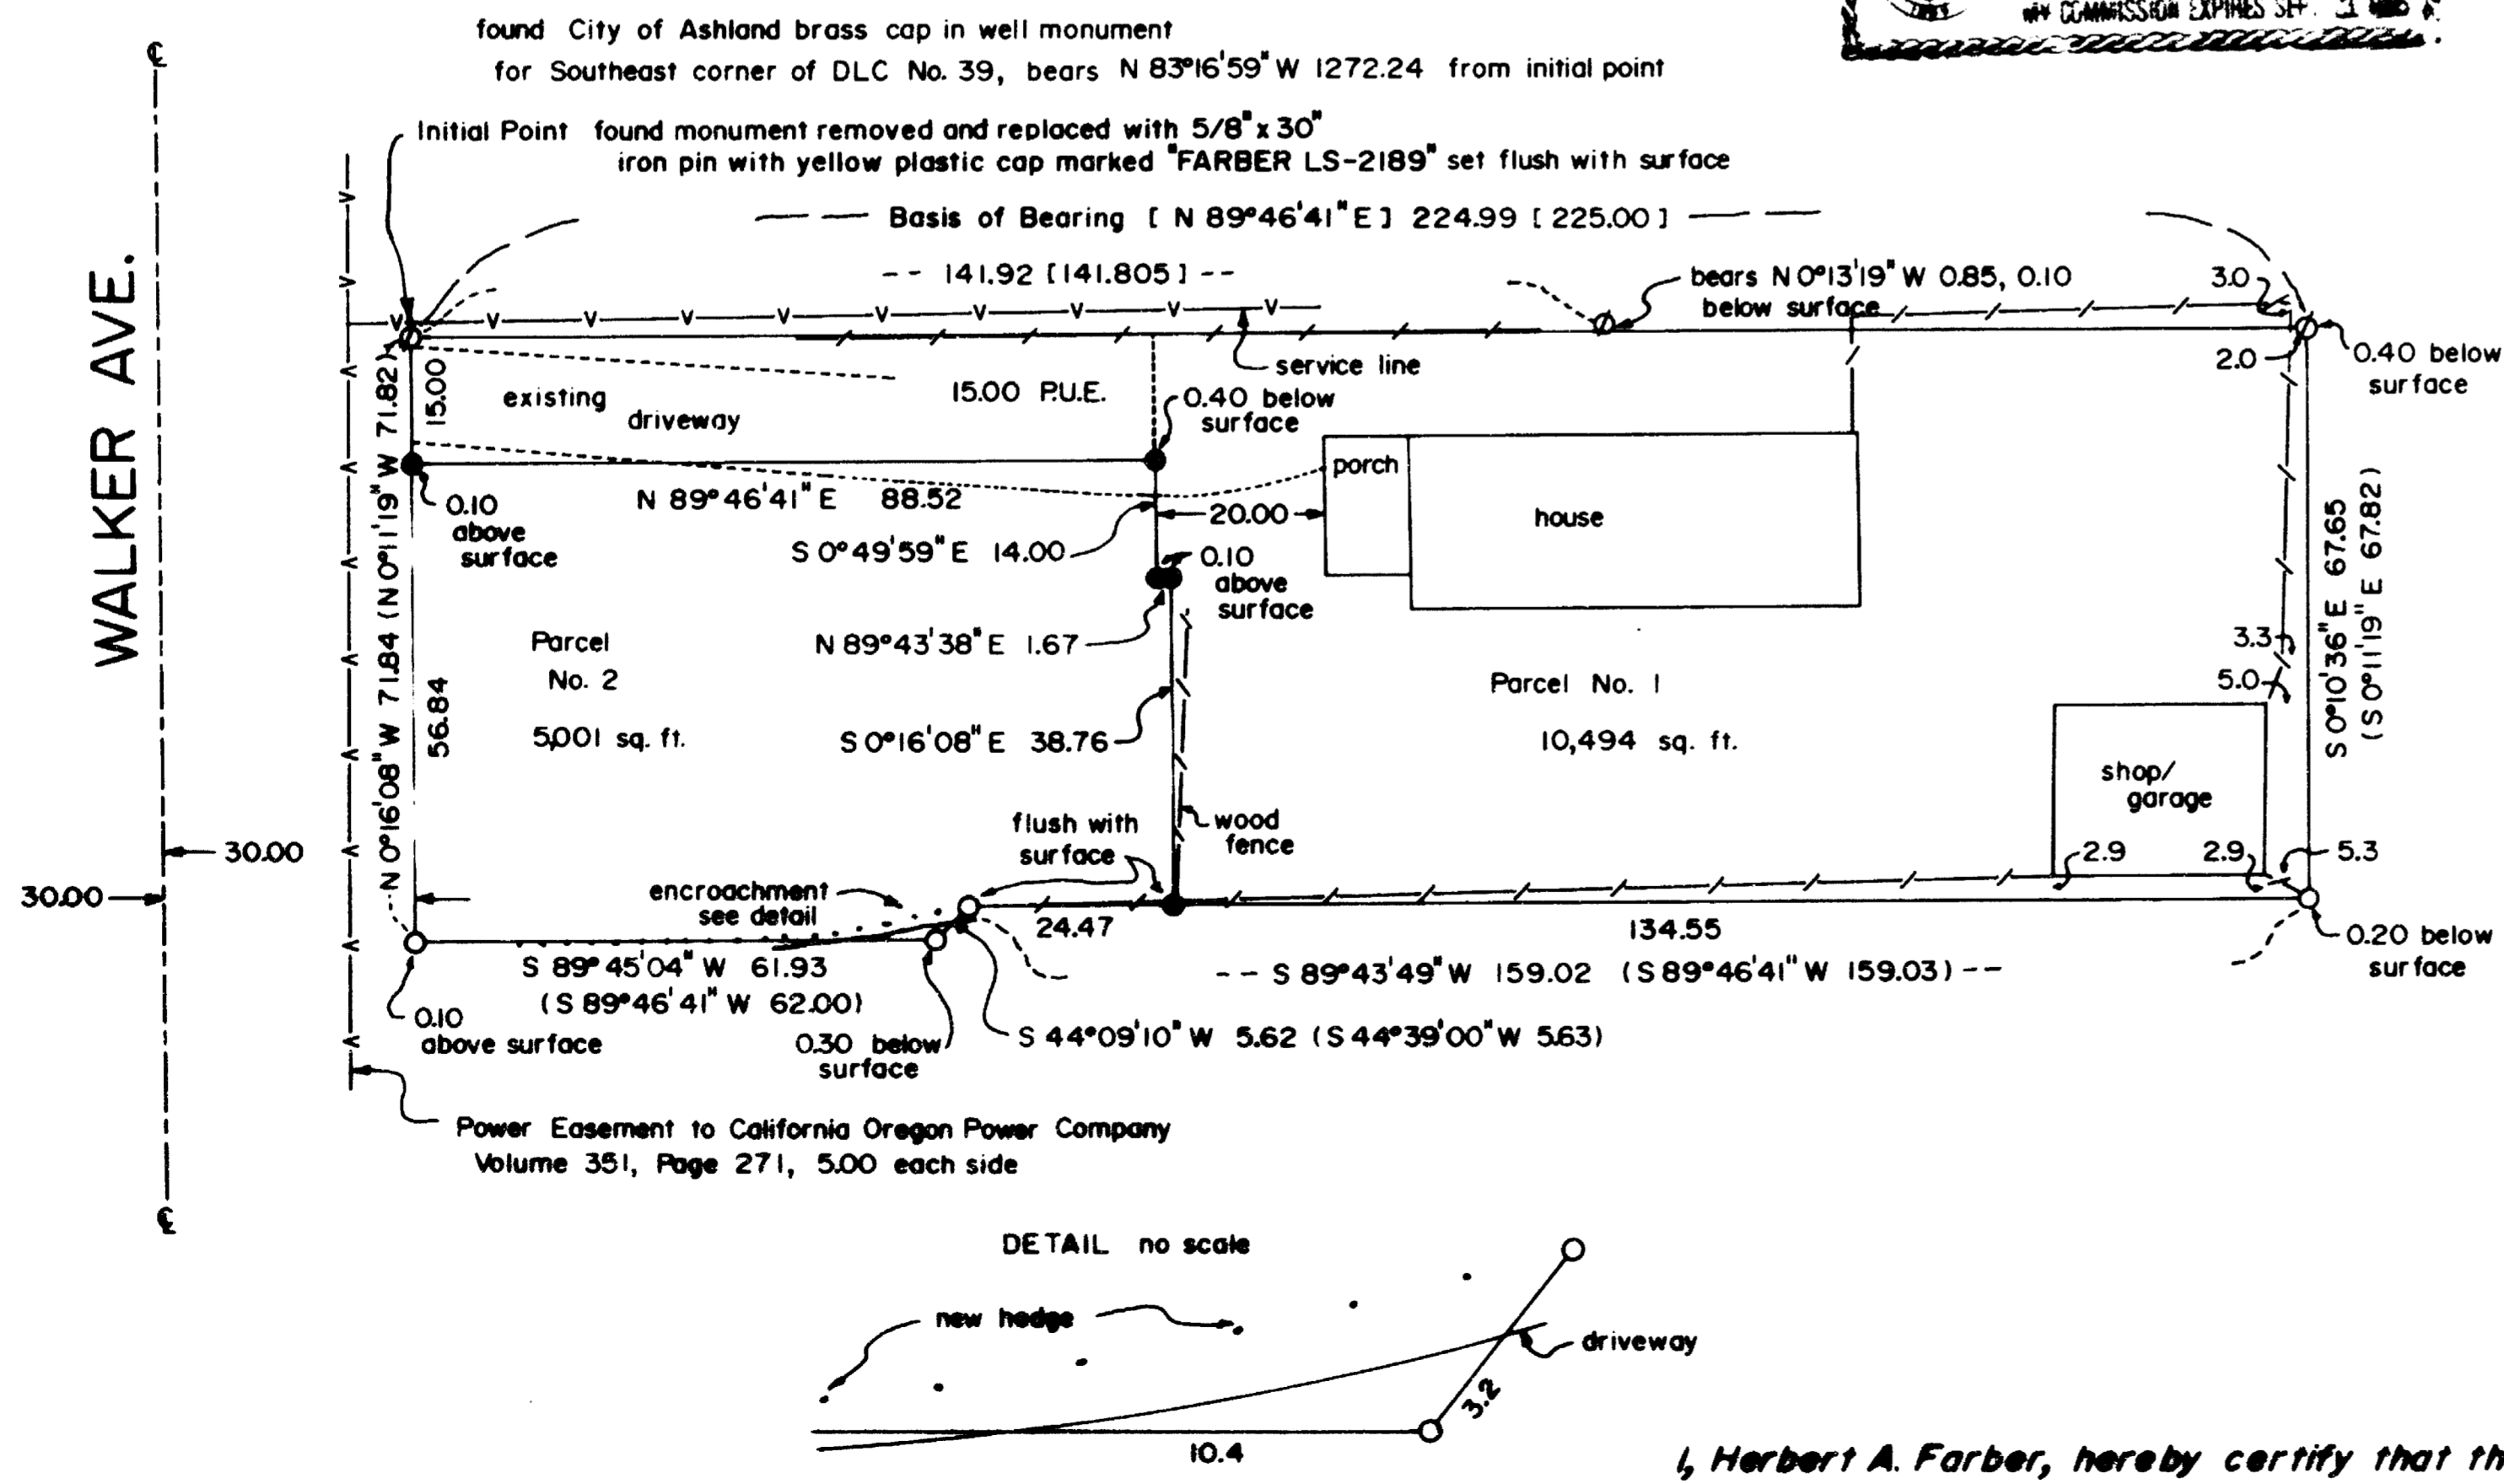 MY COMMISSION EXPIRES
found City of Ashland brass cap in well monument
for Southeast corner of DLC No. 39, bears N 83°16'59" W 1272.24 from initial point
Initial Point found monument removed and replaced with 5/8" x 30"
iron pin with yellow plastic cap marked "FARBER LS-2189" set flush with surface
Basis of Bearing [ N 89°46'41" E ] 224.99 [ 225.00 ]
141.92 [141.805]
bears N 0°13'19" W 0.85, 0.10
below surface
3.0
2.0
0.40 below
surface
service line
WALKER AVE.
15.00
existing
driveway
15.00 P.U.E.
0.40 below
surface
0.10
above
surface
N 89°46'41" E 88.52
20.00
porch
house
S 0°49'59" E 14.00
0.10
above
surface
N 89°43'38" E 1.67
Parcel
No. 2
5,001 sq. ft.
56.84
N 0°16'08" W 71.84 (N 0°11'19" W 71.82)
S 0°16'08" E 38.76
Parcel No. 1
10,494 sq. ft.
3.3
5.0
S 0°10'36" E 67.65
(S 0°11'19" E 67.82)
shop/
garage
2.9
2.9
5.3
wood
fence
flush with
surface
30.00
30.00
encroachment
see detail
24.47
134.55
0.20 below
surface
S 89°45'04" W 61.93
(S 89°46'41" W 62.00)
S 89°43'49" W 159.02 (S 89°46'41" W 159.03)
0.10
above surface
0.30 below
surface
S 44°09'10" W 5.62 (S 44°39'00" W 5.63)
Power Easement to California Oregon Power Company
Volume 351, Page 271, 5.00 each side
DETAIL no scale
new hedge
driveway
3.2
10.4
I, Herbert A. Farber, hereby certify that th